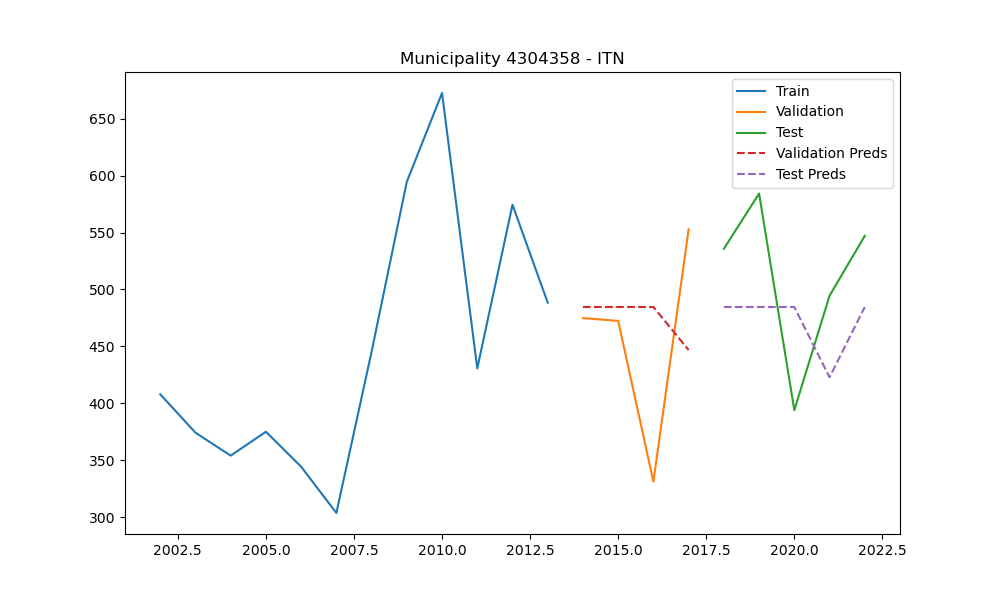 Municipality 4304358 - ITN
Train
Validation
Test
Validation Preds
Test Preds
650
600
550
500
450
400
350
300
2002.5 2005.0 2007.5 2010.0 2012.5 2015.0 2017.5 2020.0 2022.5